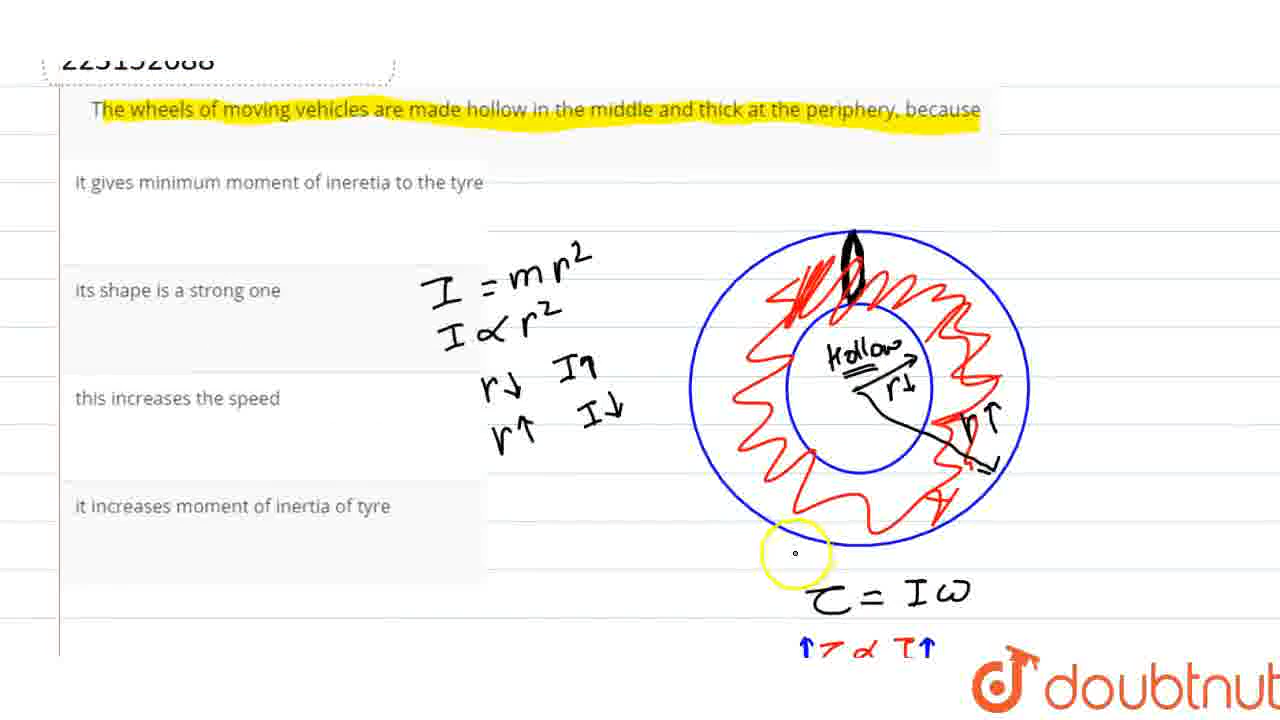 223152088
The wheels of moving vehicles are made hollow in the middle and thick at the periphery, because
it gives minimum moment of ineretia to the tyre
its shape is a strong one
this increases the speed
it increases moment of inertia of tyre
I = mr²
I ∝ r²
r↓ I↑
r↑ I↓
Hollow
r↓
r↑
τ = Iω
↑τ ∝ I↑
doubtnut